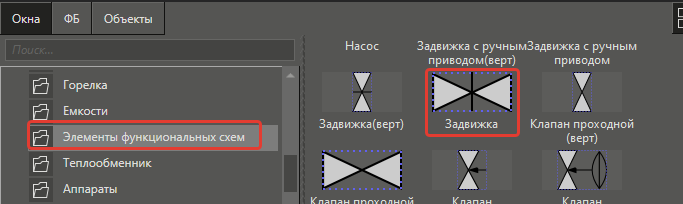 Окна
ФБ
Объекты
Поиск...
Горелка
Емкости
Элементы функциональных схем
Теплообменник
Аппараты
Насос
Задвижка с ручным
приводом(верт)
Задвижка с ручным
приводом
Задвижка(верт)
Задвижка
Клапан проходной
(верт)
Клапан проходной
Клапан
Клапан